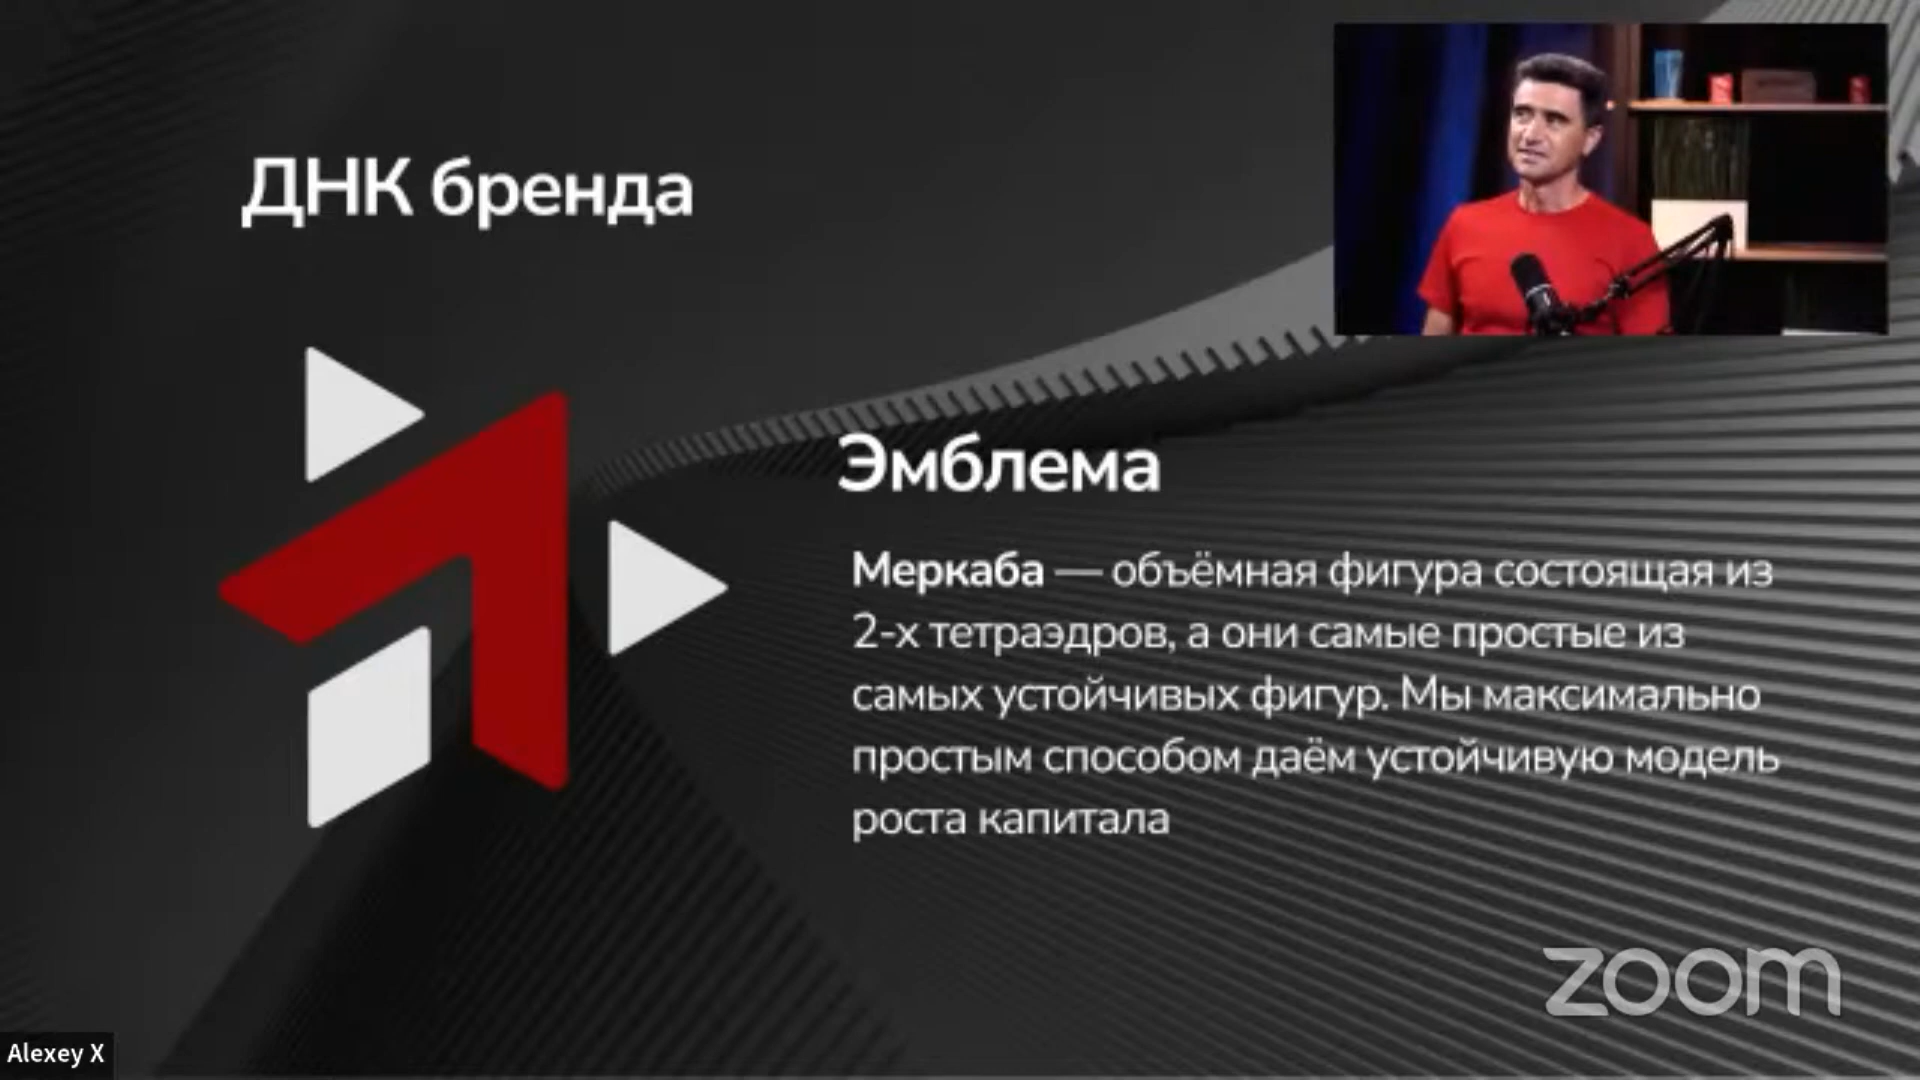 ДНК бренда
Эмблема
Меркаба — объёмная фигура состоящая из
2-х тетраэдров, а они самые простые из
самых устойчивых фигур. Мы максимально
простым способом даём устойчивую модель
роста капитала
zoom
Alexey X